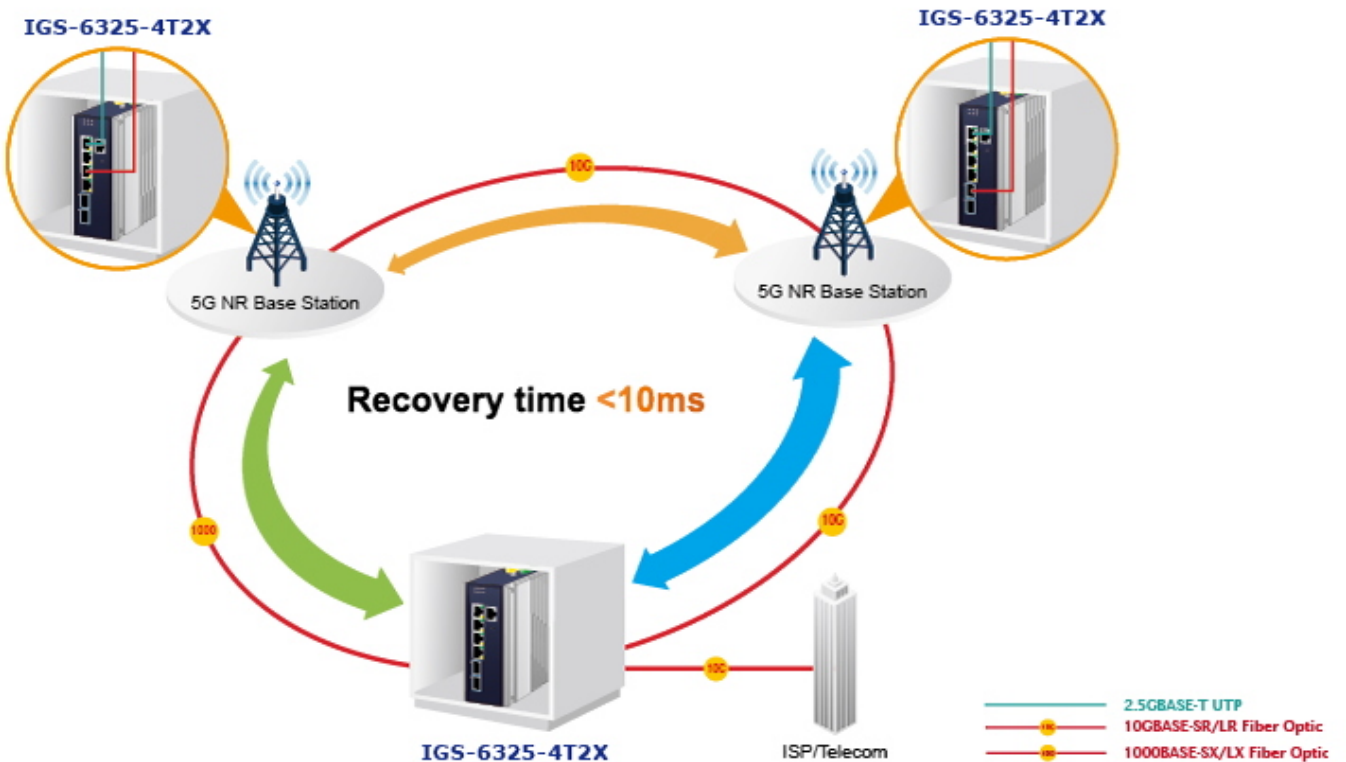 IGS-6325-4T2X
IGS-6325-4T2X
10G
5G NR Base Station
5G NR Base Station
Recovery time <10ms
1000
10G
10G
IGS-6325-4T2X
ISP/Telecom
2.5GBASE-T UTP
10GBASE-SR/LR Fiber Optic
1000BASE-SX/LX Fiber Optic